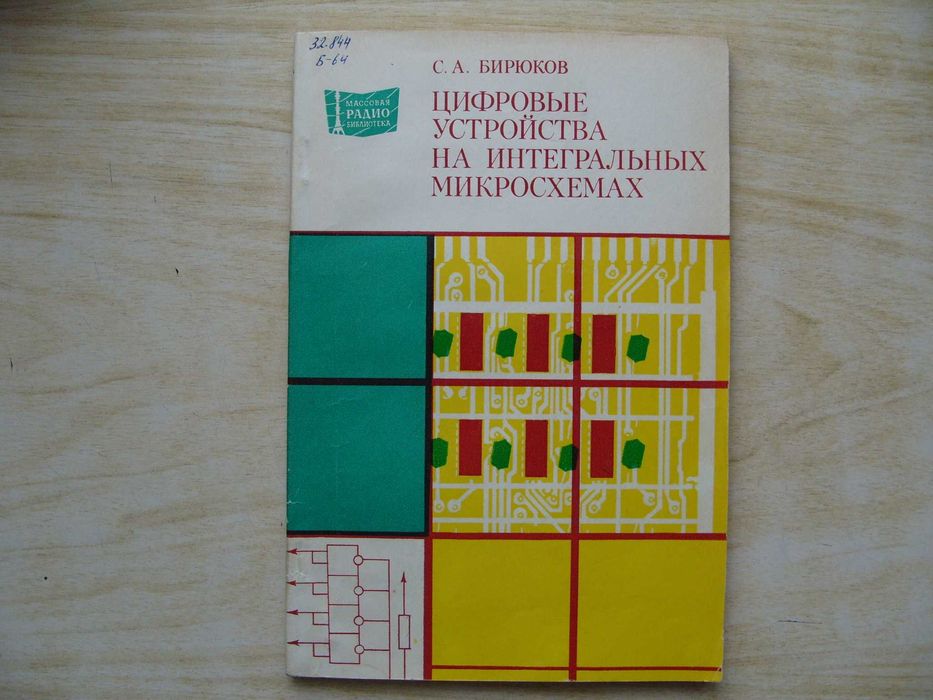 32.844
Б-64
С. А. БИРЮКОВ
МАССОВАЯ
РАДИО
БИБЛИОТЕКА
ЦИФРОВЫЕ
УСТРОЙСТВА
НА ИНТЕГРАЛЬНЫХ
МИКРОСХЕМАХ